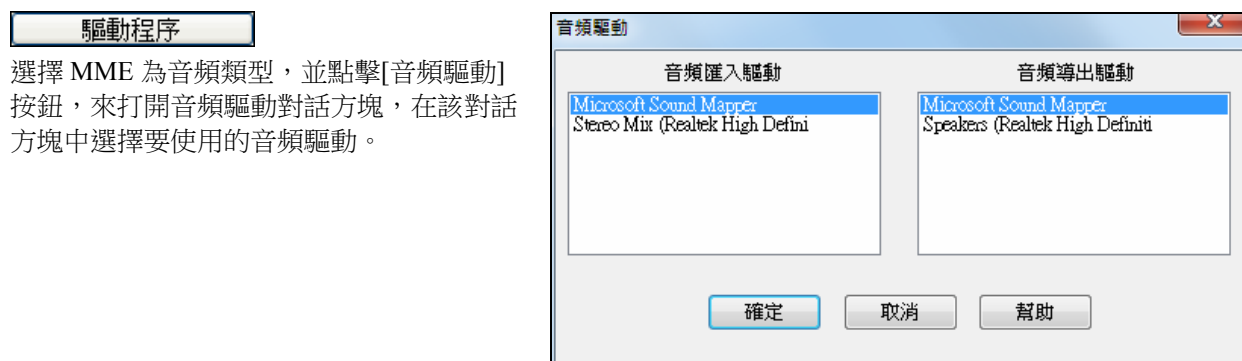 驅動程序
選擇 MME 為音頻類型，並點擊[音頻驅動]
按鈕，來打開音頻驅動對話方塊，在該對話
方塊中選擇要使用的音頻驅動。
音頻驅動
音頻匯入驅動
Microsoft Sound Mapper
Stereo Mix (Realtek High Defini
音頻導出驅動
Microsoft Sound Mapper
Speakers (Realtek High Definiti
確定
取消
幫助